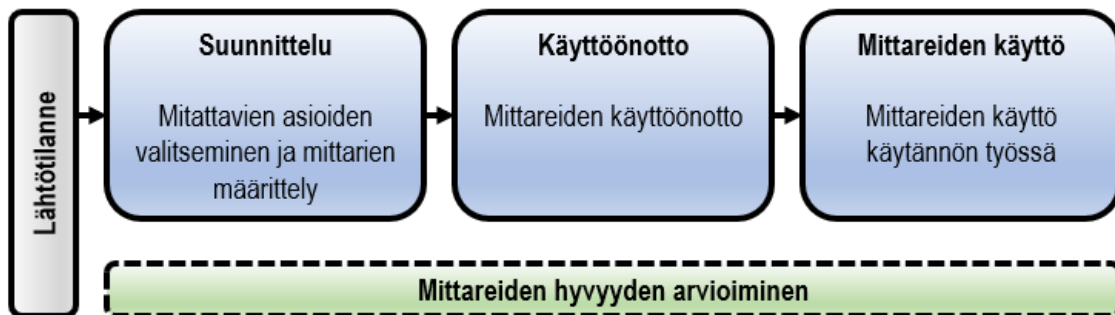 Lähtötilanne
Suunnittelu
Mitattavien asioiden
valitseminen ja mittarien
määrittely
Käyttöönotto
Mittareiden käyttöönotto
Mittareiden käyttö
Mittareiden käyttö
käytännön työssä
Mittareiden hyvyyden arvioiminen